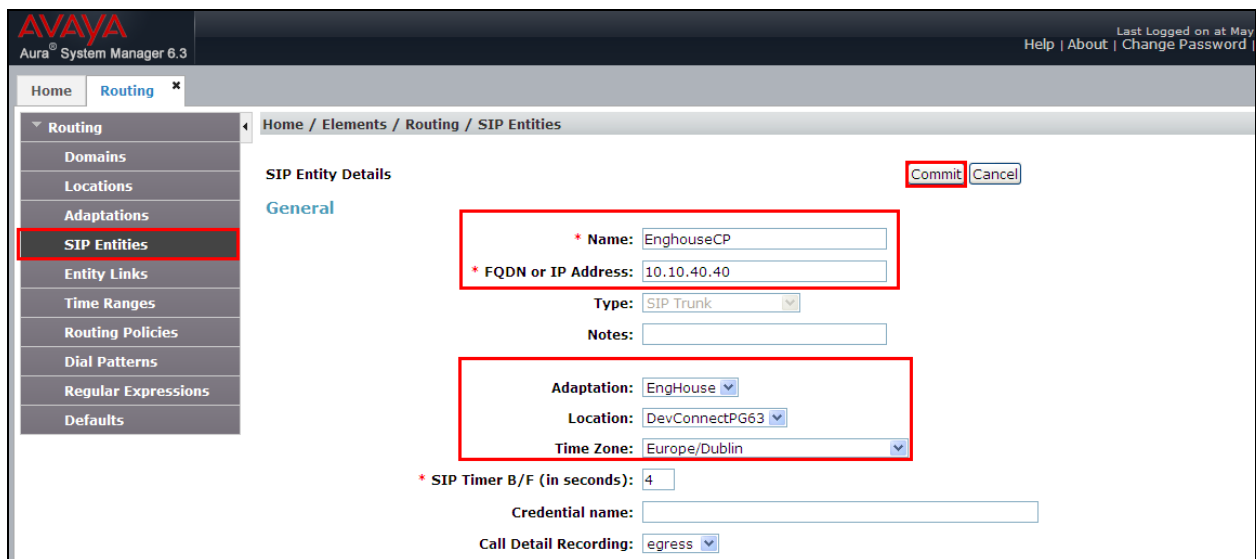 AVAYA
Aura® System Manager 6.3
Last Logged on at May
Help | About | Change Password |
Home
Routing ×
Routing
Domains
Locations
Adaptations
SIP Entities
Entity Links
Time Ranges
Routing Policies
Dial Patterns
Regular Expressions
Defaults
Home / Elements / Routing / SIP Entities
SIP Entity Details
Commit Cancel
General
* Name: EnghouseCP
* FQDN or IP Address: 10.10.40.40
Type: SIP Trunk
Notes:
Adaptation: EngHouse
Location: DevConnectPG63
Time Zone: Europe/Dublin
* SIP Timer B/F (in seconds): 4
Credential name:
Call Detail Recording: egress